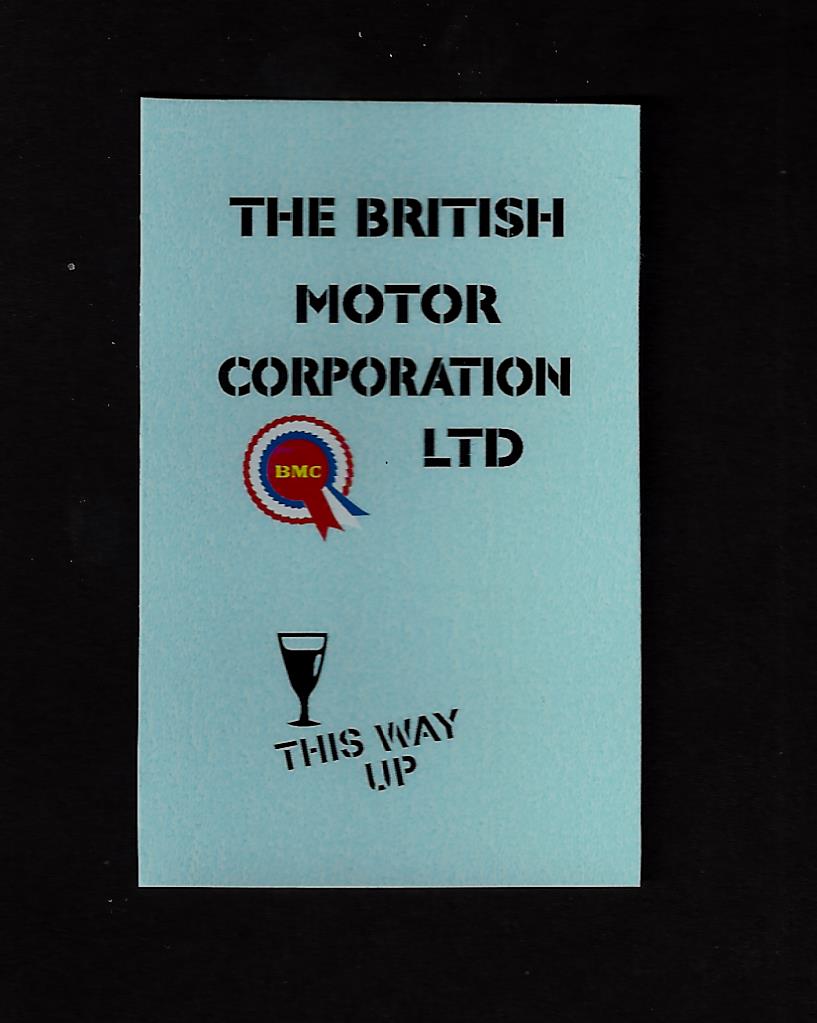 THE BRITISH
MOTOR
CORPORATION
LTD
BMC
THIS WAY
UP